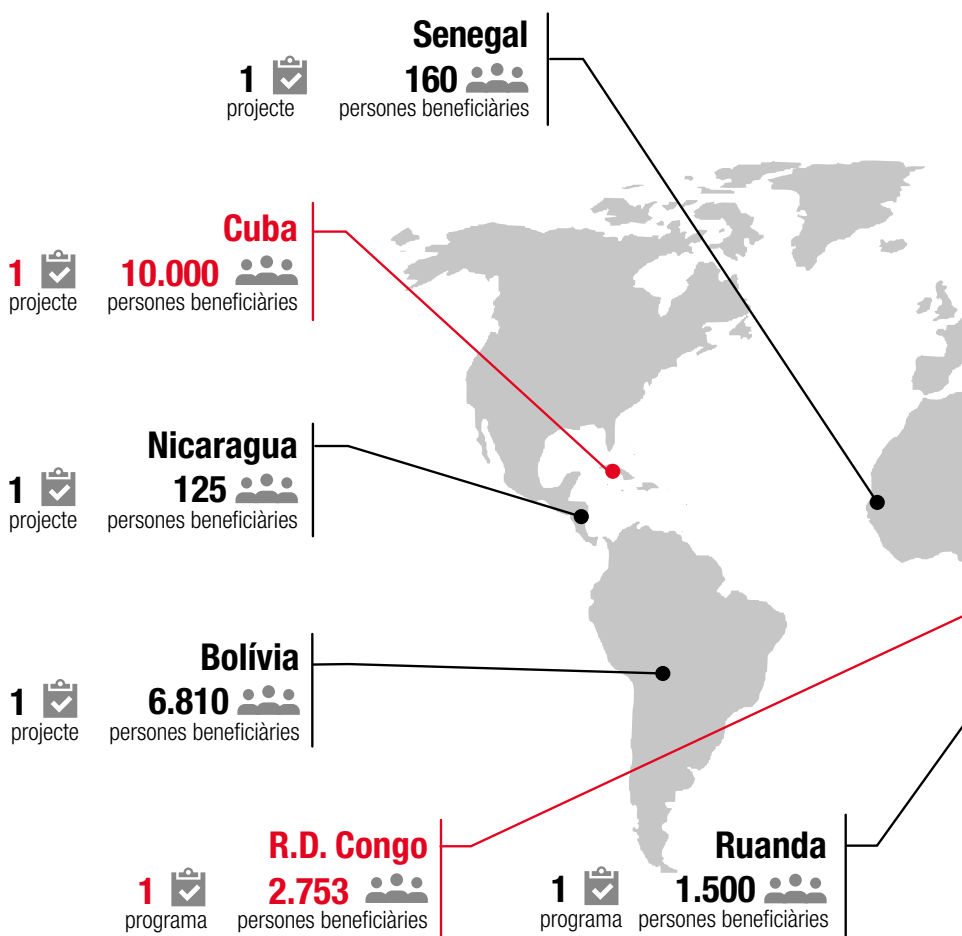 Senegal
1 160
projecte persones beneficiàries
Cuba
1 10.000
projecte persones beneficiàries
Nicaragua
1 125
projecte persones beneficiàries
Bolívia
1 6.810
projecte persones beneficiàries
R.D. Congo
1 2.753
programa persones beneficiàries
Ruanda
1 1.500
programa persones beneficiàries